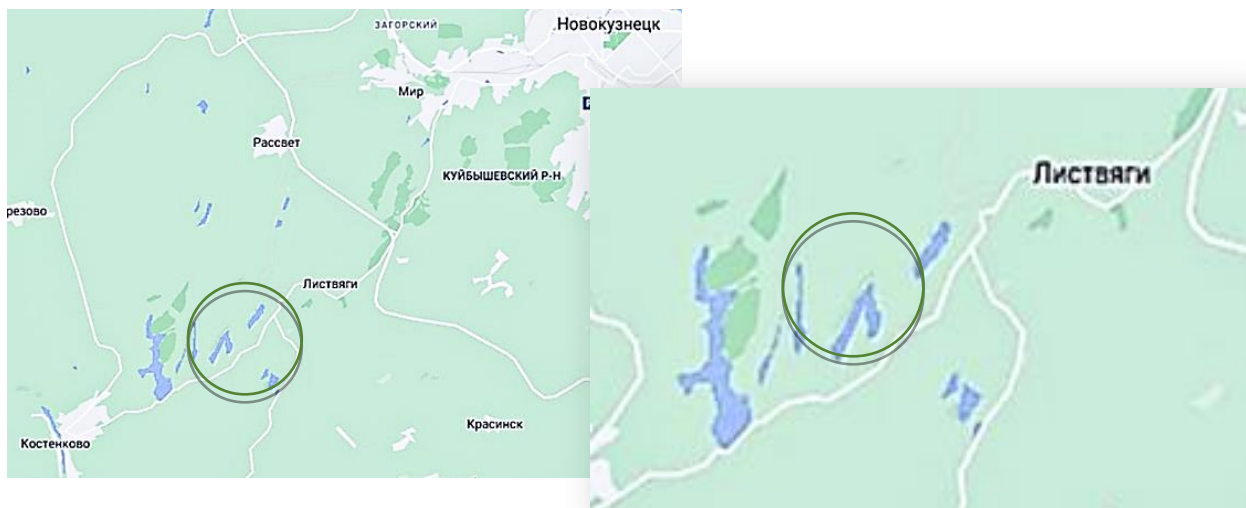 ЗАГОРСКИЙ
Новокузнецк
Мир
Рассвет
КУЙБЫШЕВСКИЙ Р-Н
резово
Листвяги
Костенково
Красинск
Листвяги